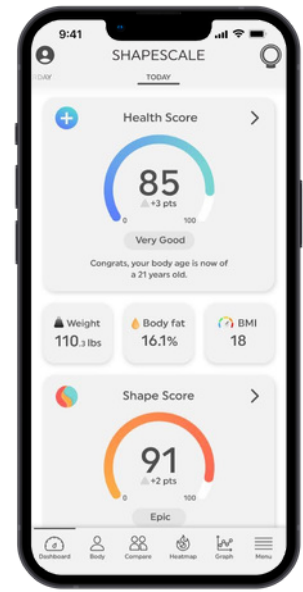 9:41
SHAPESCALE
DAY
TODAY
Health Score
85
+3 pts
0 100
Very Good
Congrats, your body age is now of
a 21 years old.
Weight Body fat BMI
110.3 lbs 16.1% 18
Shape Score
91
+2 pts
0 100
Epic
Dashboard Body Compare Heatmap Graph Menu